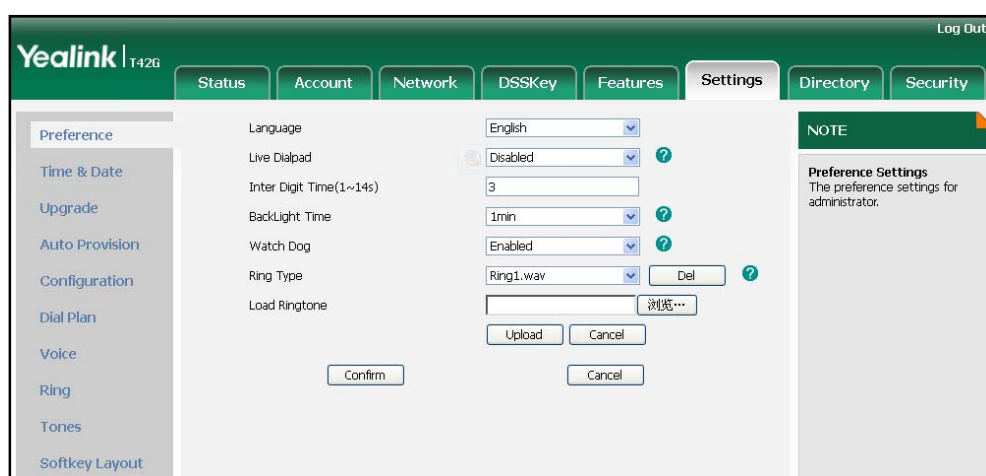 Log Out
Yealink T42G
Status Account Network DSSKey Features Settings Directory Security
Preference
Time & Date
Upgrade
Auto Provision
Configuration
Dial Plan
Voice
Ring
Tones
Softkey Layout
Language English
Live Dialpad Disabled ?
Inter Digit Time(1~14s) 3
BackLight Time 1min ?
Watch Dog Enabled ?
Ring Type Ring1.wav Del ?
Load Ringtone 浏览…
Upload Cancel
Confirm Cancel
NOTE
Preference Settings
The preference settings for
administrator.